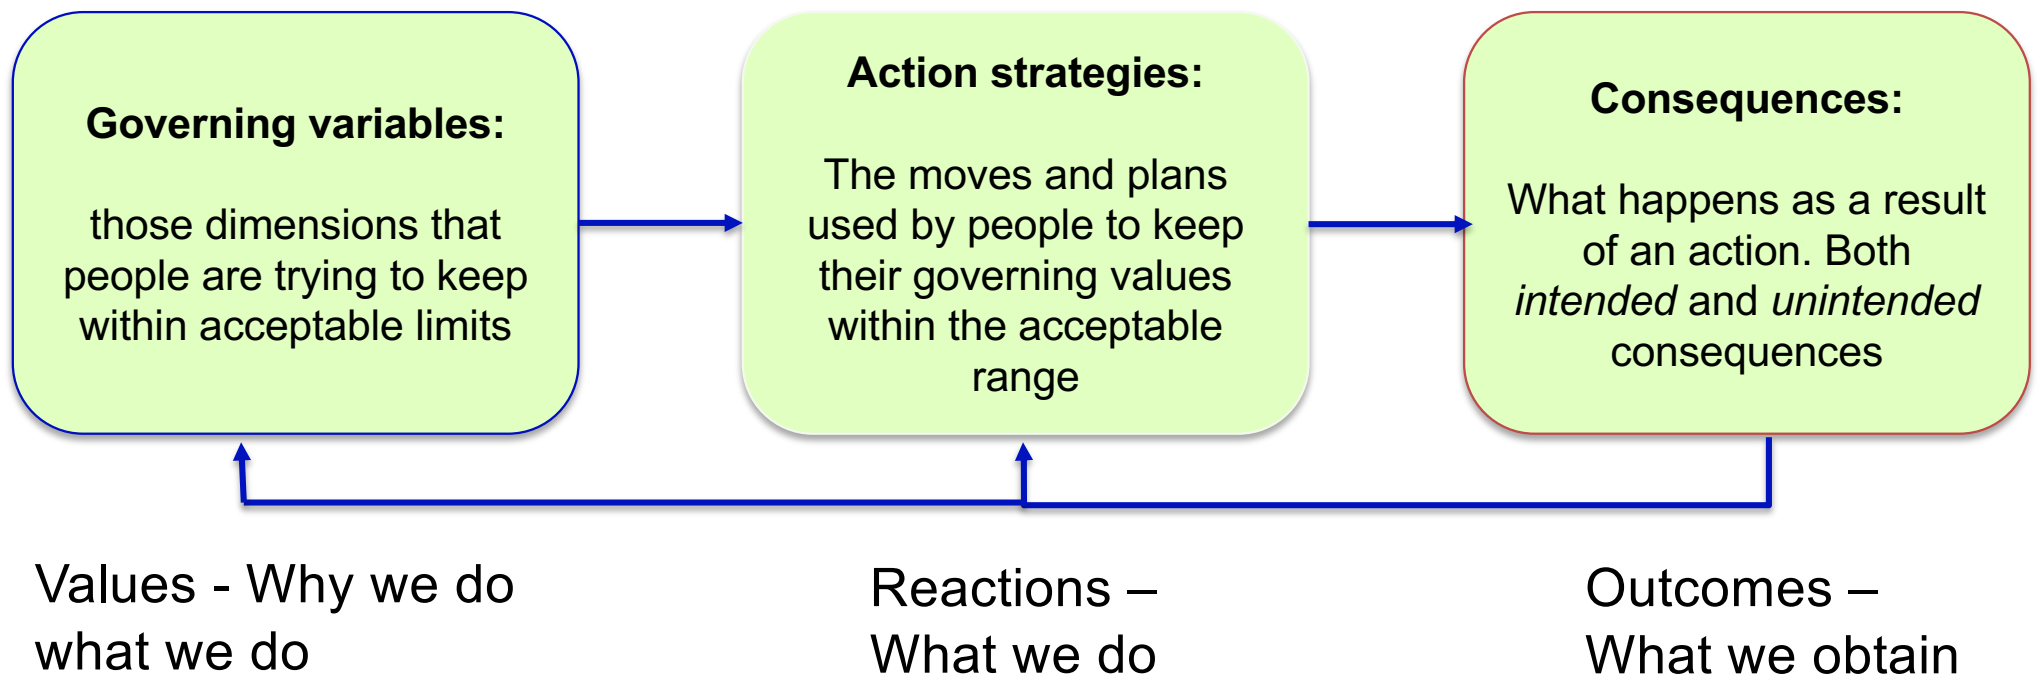 Governing variables:
those dimensions that
people are trying to keep
within acceptable limits
Action strategies:
The moves and plans
used by people to keep
their governing values
within the acceptable
range
Consequences:
What happens as a result
of an action. Both
intended and unintended
consequences
Values - Why we do
what we do
Reactions –
What we do
Outcomes –
What we obtain